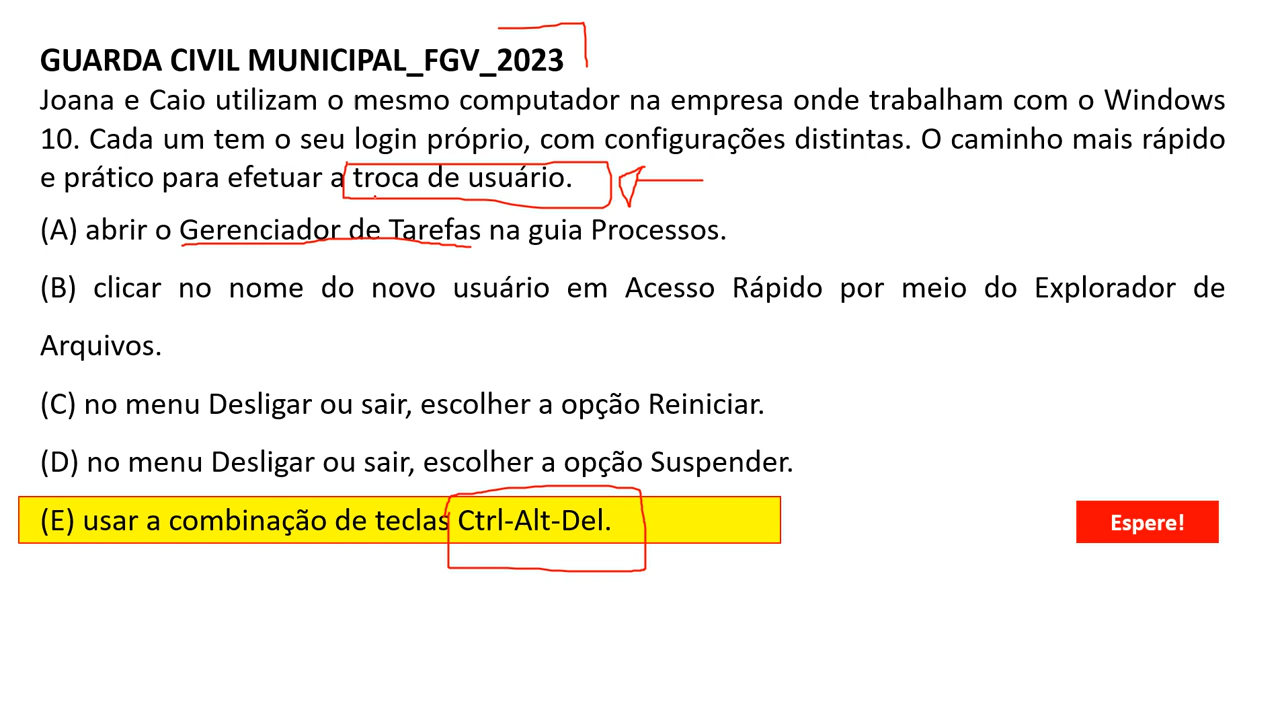 GUARDA CIVIL MUNICIPAL_FGV_2023
Joana e Caio utilizam o mesmo computador na empresa onde trabalham com o Windows
10. Cada um tem o seu login próprio, com configurações distintas. O caminho mais rápido
e prático para efetuar a troca de usuário.
(A) abrir o Gerenciador de Tarefas na guia Processos.
(B) clicar no nome do novo usuário em Acesso Rápido por meio do Explorador de
Arquivos.
(C) no menu Desligar ou sair, escolher a opção Reiniciar.
(D) no menu Desligar ou sair, escolher a opção Suspender.
(E) usar a combinação de teclas Ctrl-Alt-Del.
Espere!